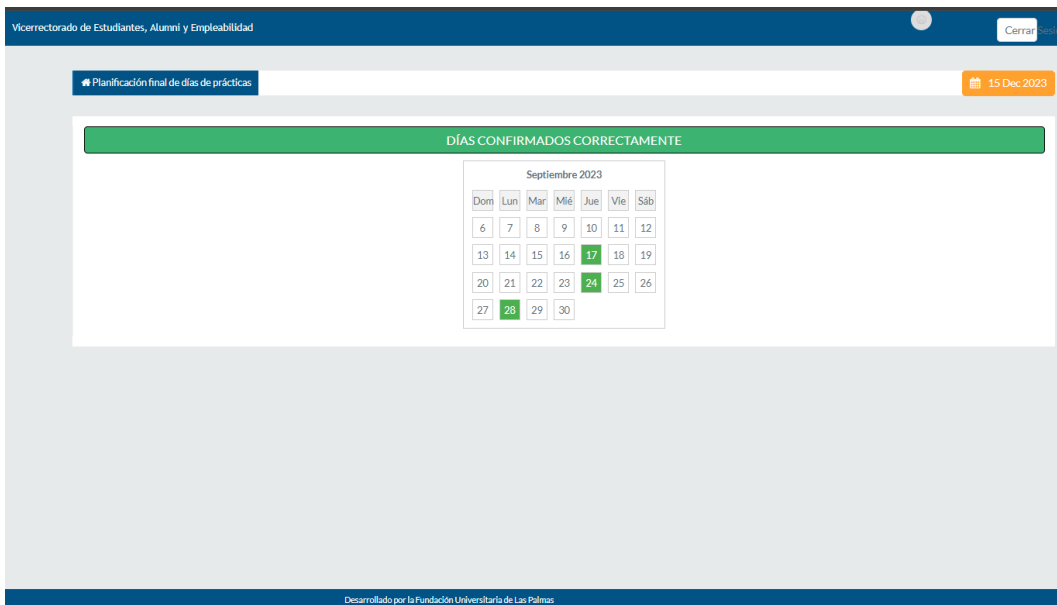 Vicerrectorado de Estudiantes, Alumni y Empleabilidad
Cerrar Sesi
Planificación final de días de prácticas
15 Dec 2023
DÍAS CONFIRMADOS CORRECTAMENTE
Septiembre 2023
Dom Lun Mar Mié Jue Vie Sáb
6 7 8 9 10 11 12
13 14 15 16 17 18 19
20 21 22 23 24 25 26
27 28 29 30
Desarrollado por la Fundación Universitaria de Las Palmas